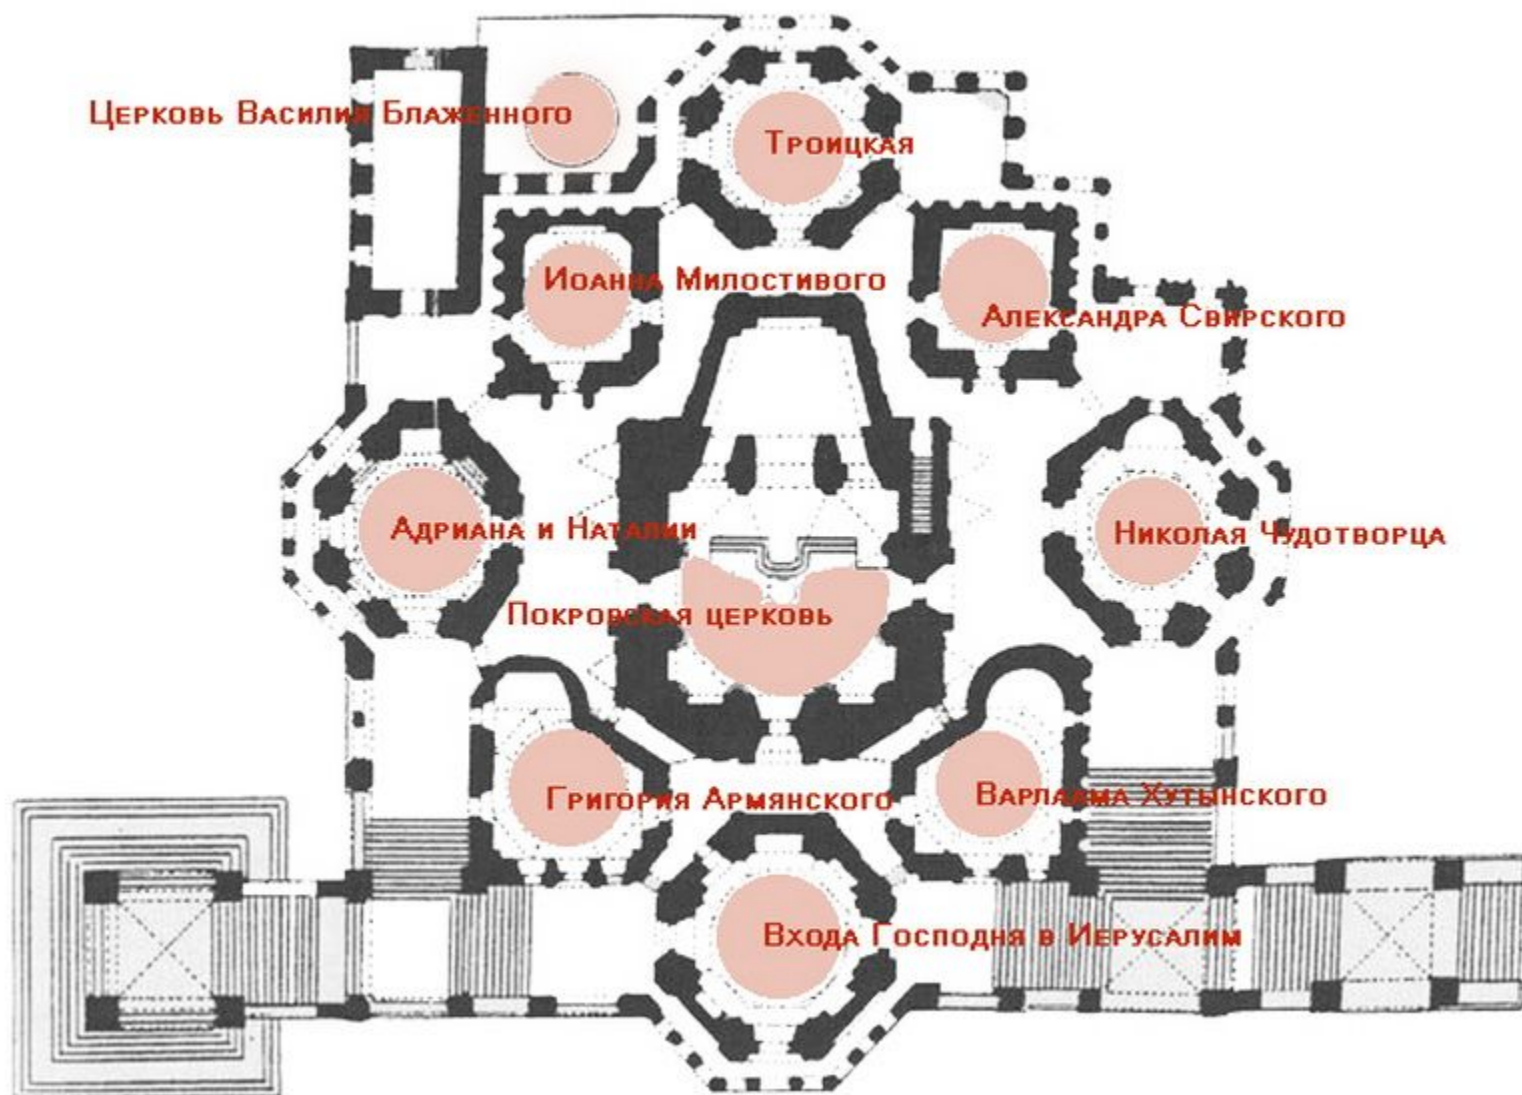 Церковь Василия Блаженного
Троицкая
Иоанна Милостивого
Александра Свирского
Адриана и Наталии
Николая Чудотворца
Покровская церковь
Григория Армянского
Варлаама Хутынского
Входа Господня в Иерусалим